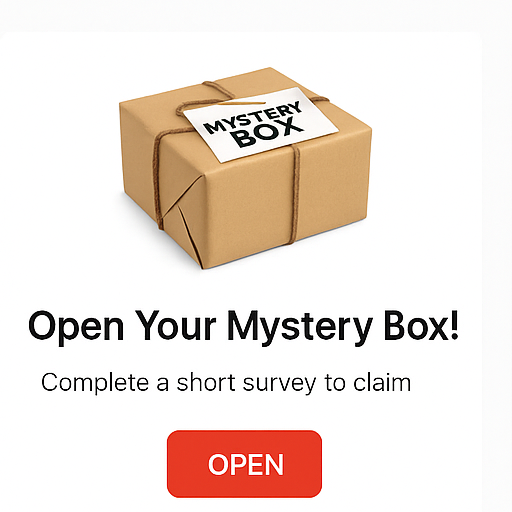 MYSTERY
BOX
Open Your Mystery Box!
Complete a short survey to claim
OPEN